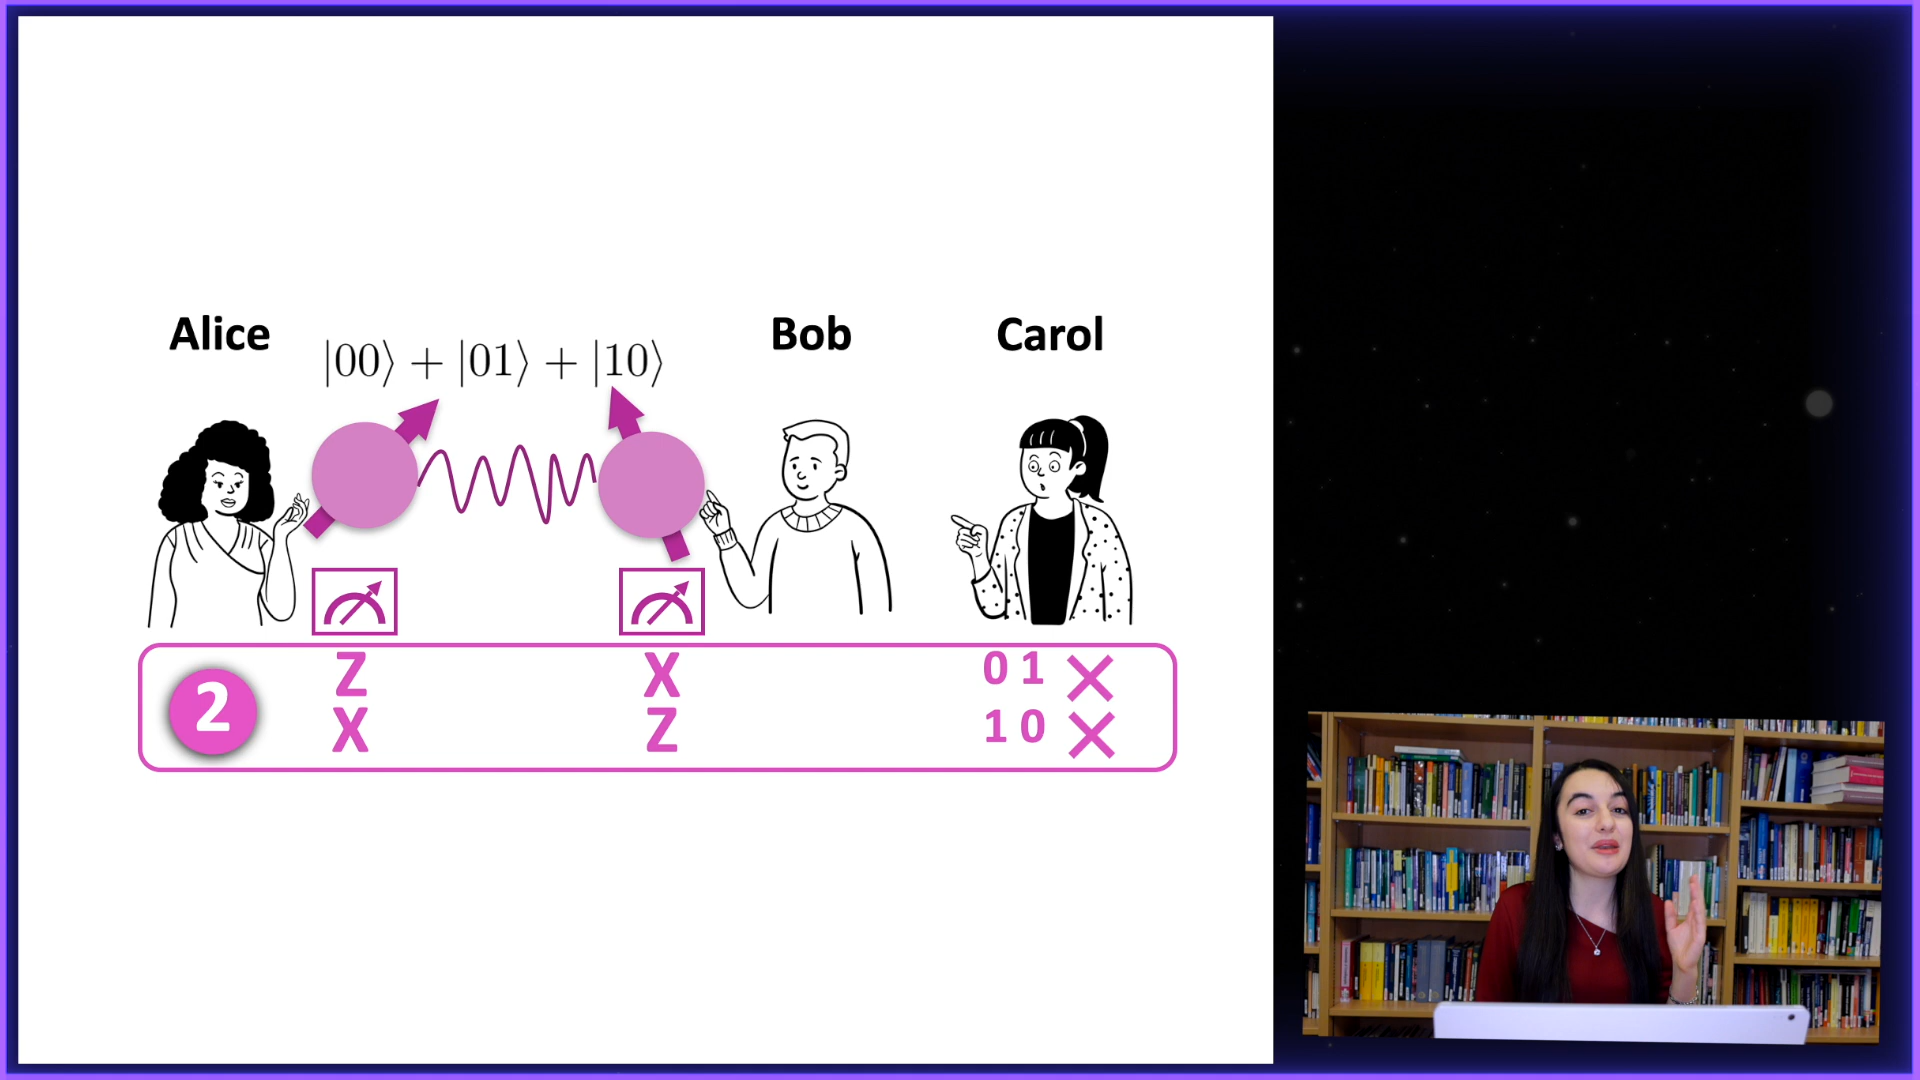 Alice
Bob
Carol
|00⟩ + |01⟩ + |10⟩
2
Z X 0 1 ×
X Z 1 0 ×